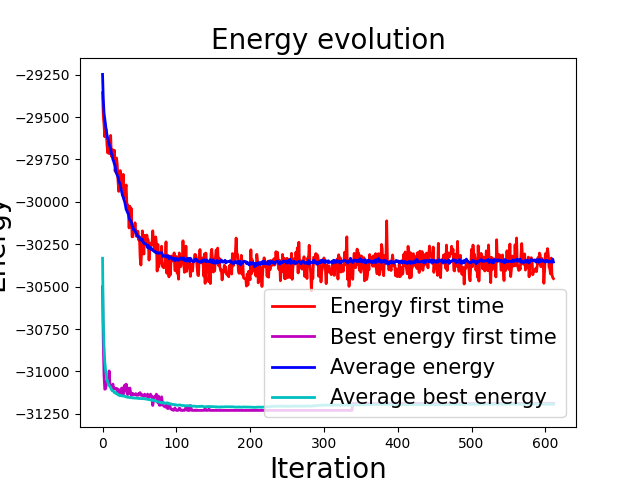 Energy evolution
Energy
−29250
−29500
−29750
−30000
−30250
−30500
−30750
−31000
−31250
Energy first time
Best energy first time
Average energy
Average best energy
0 100 200 300 400 500 600
Iteration